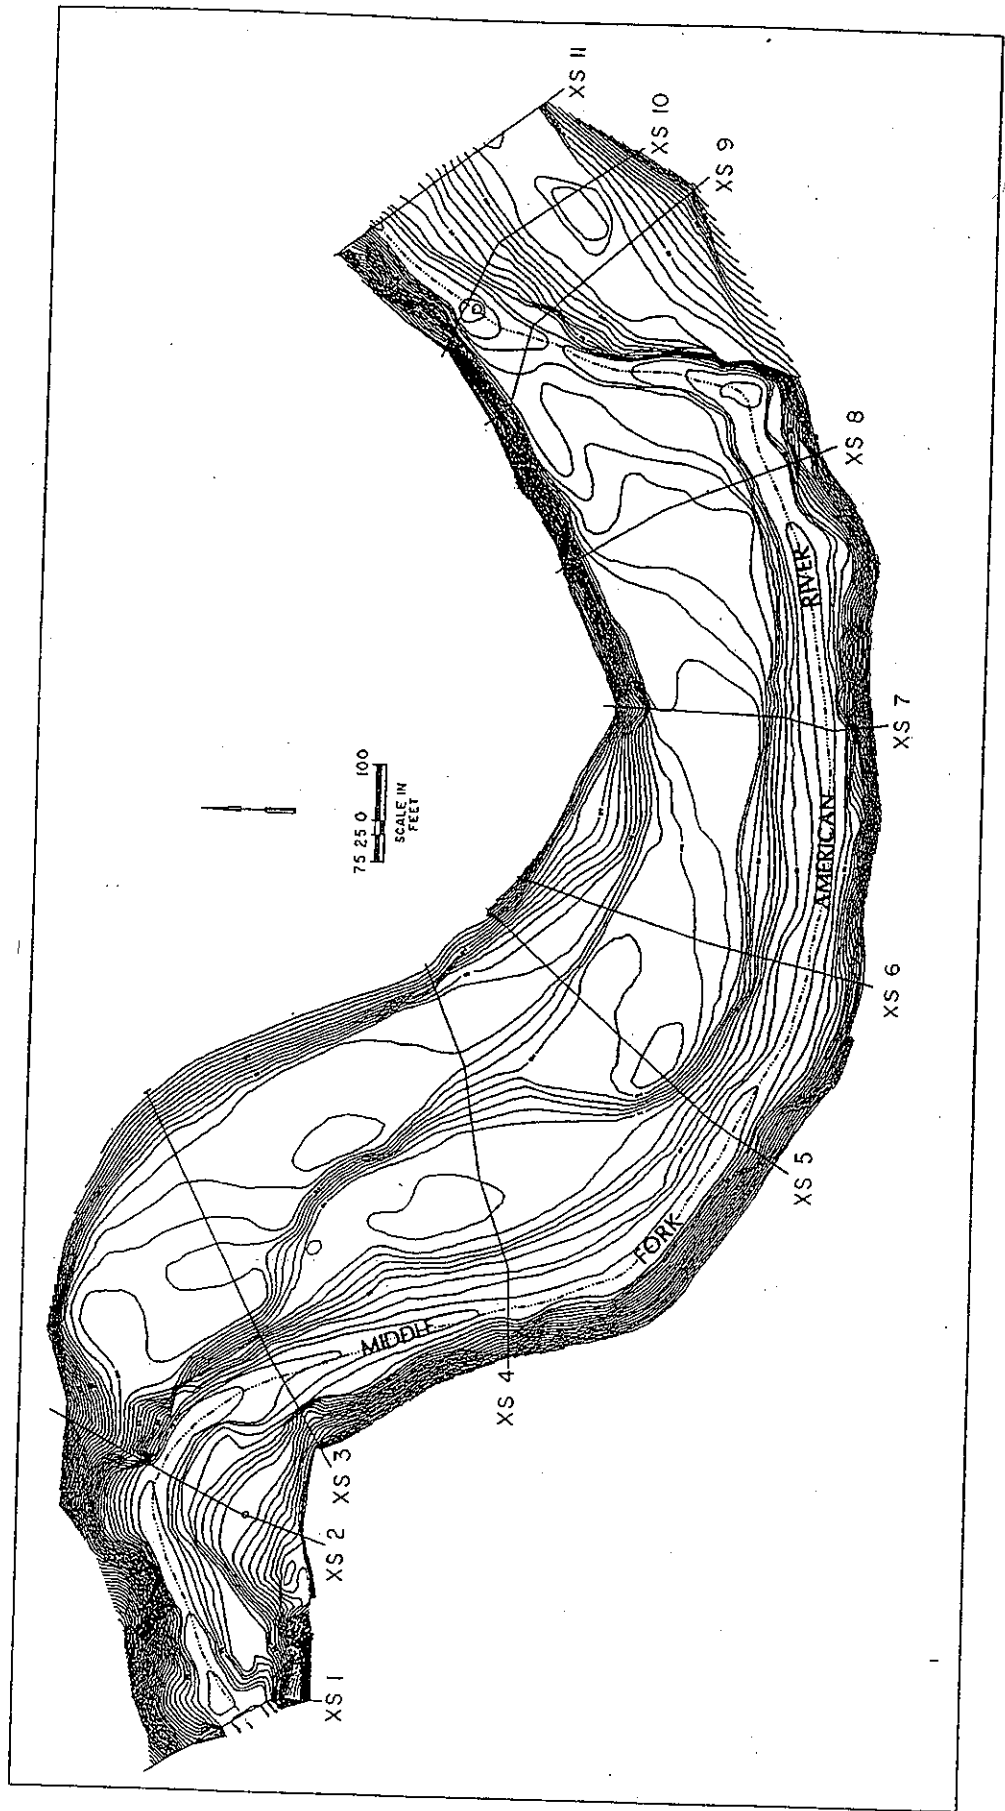 XS 11
XS 10
XS 9
XS 8
RIVER
XS 7
75 25 0 100
SCALE IN
FEET
AMERICAN
XS 6
XS 5
FORK
MIDDLE
XS 4
XS 3
XS 2
XS 1